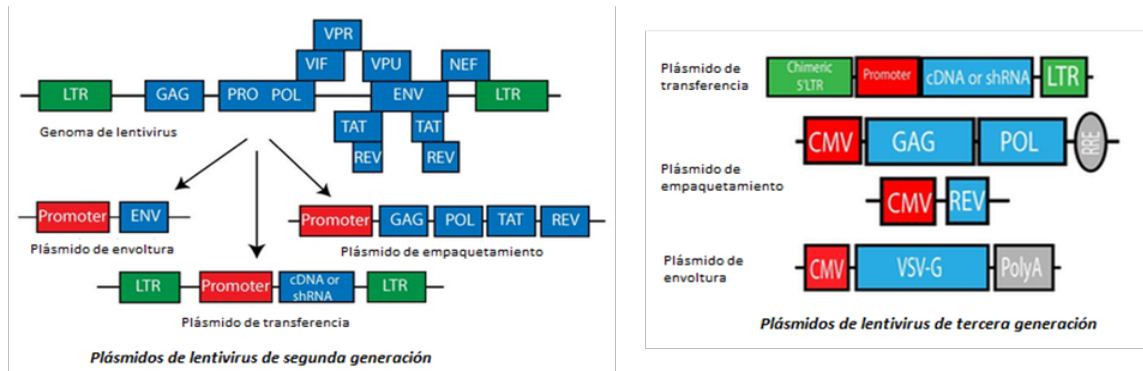 VPR
VIF VPU NEF
LTR GAG PRO POL ENV LTR
Genoma de lentivirus
TAT TAT
REV REV
Promoter ENV
Plásmido de envoltura
Promoter GAG POL TAT REV
Plásmido de empaquetamiento
LTR Promoter cDNA or shRNA LTR
Plásmido de transferencia
Plásmidos de lentivirus de segunda generación
Plásmido de transferencia
Chimeric 5'LTR Promoter cDNA or shRNA LTR
Plásmido de empaquetamiento
CMV GAG POL RRE
CMV REV
Plásmido de envoltura
CMV VSV-G PolyA
Plásmidos de lentivirus de tercera generación